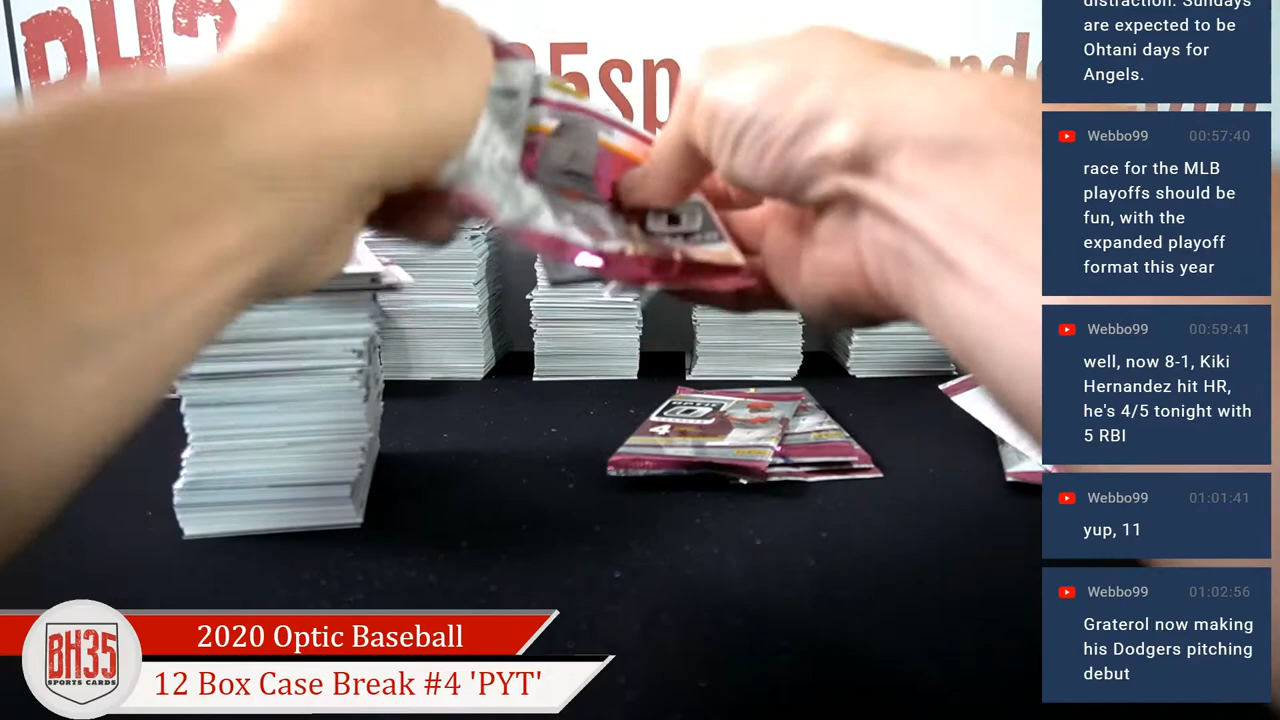 BH3
35sp
distraction. Sundays
are expected to be
Ohtani days for
Angels.
Webbo99 00:57:40
race for the MLB
playoffs should be
fun, with the
expanded playoff
format this year
Webbo99 00:59:41
well, now 8-1, Kiki
Hernandez hit HR,
he's 4/5 tonight with
5 RBI
Webbo99 01:01:41
yup, 11
Webbo99 01:02:56
Graterol now making
his Dodgers pitching
debut
4
2020 Optic Baseball
12 Box Case Break #4 'PYT'
BH35
SPORTS CARDS